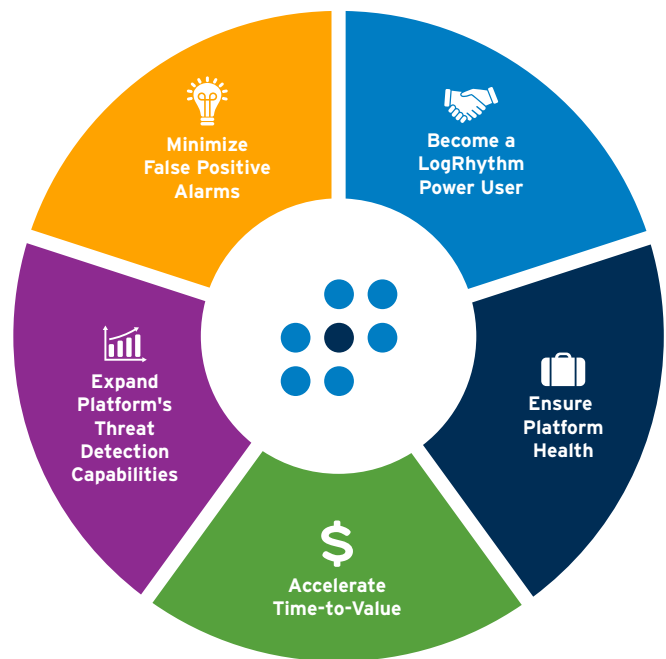 Minimize
False Positive
Alarms
Become a
LogRhythm
Power User
Expand
Platform's
Threat
Detection
Capabilities
Ensure
Platform
Health
Accelerate
Time-to-Value